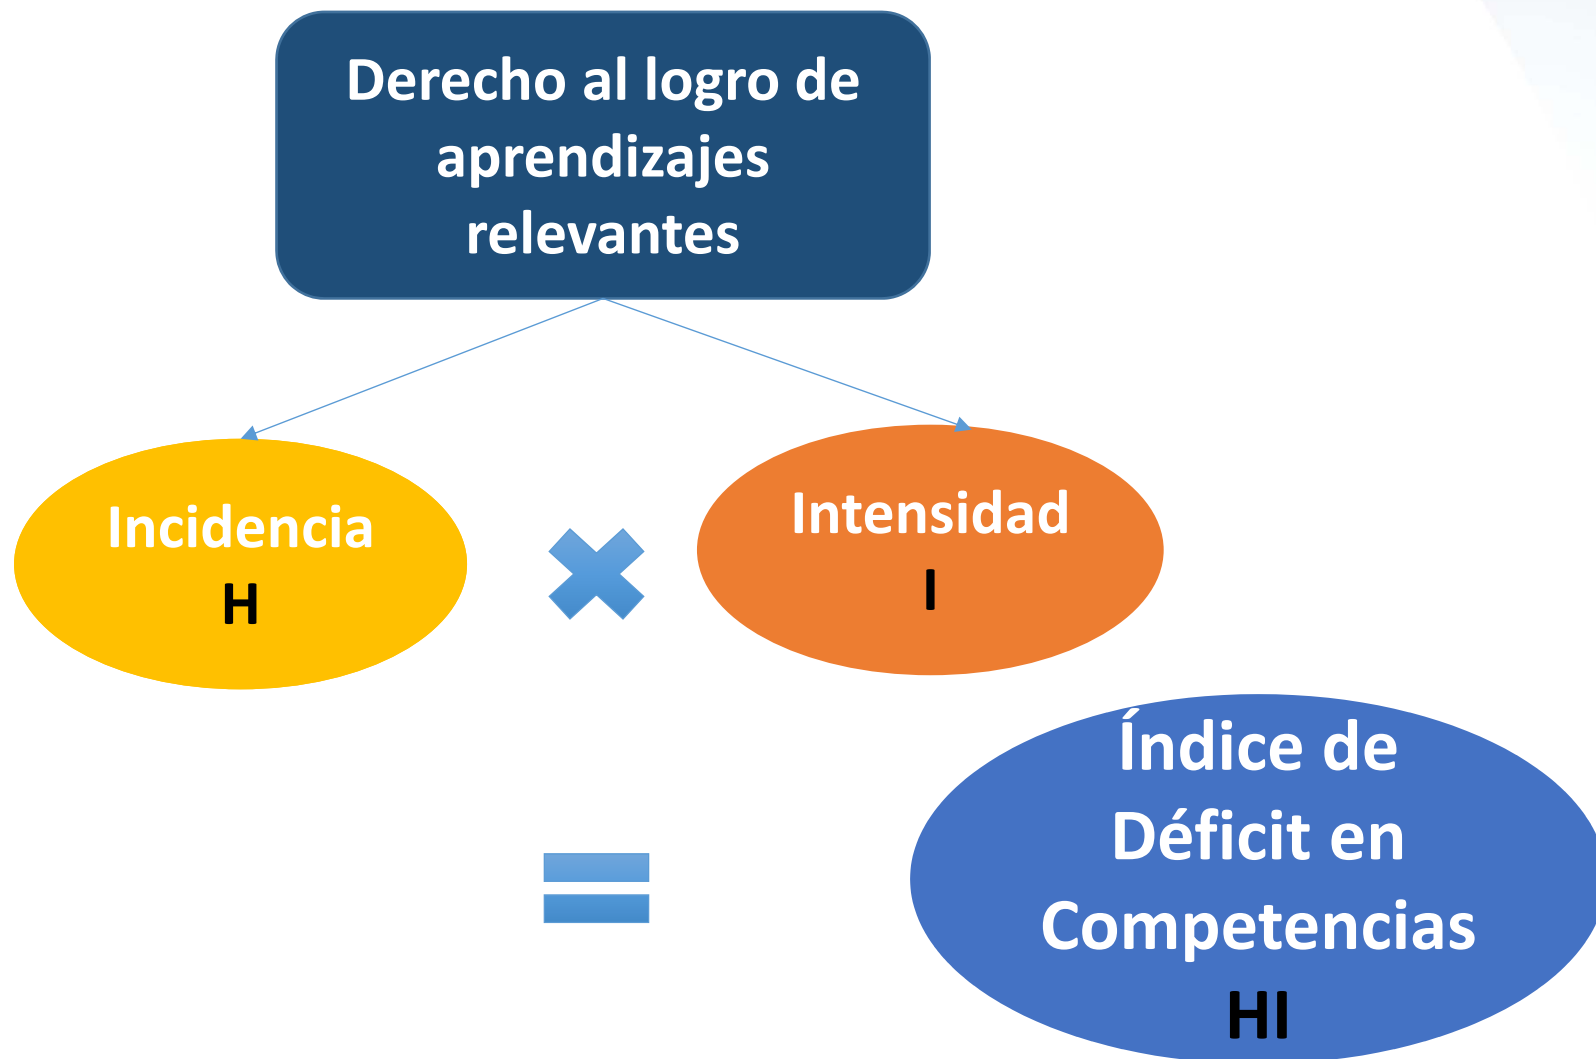 Derecho al logro de
aprendizajes
relevantes
Incidencia
H
Intensidad
I
Índice de
Déficit en
Competencias
HI